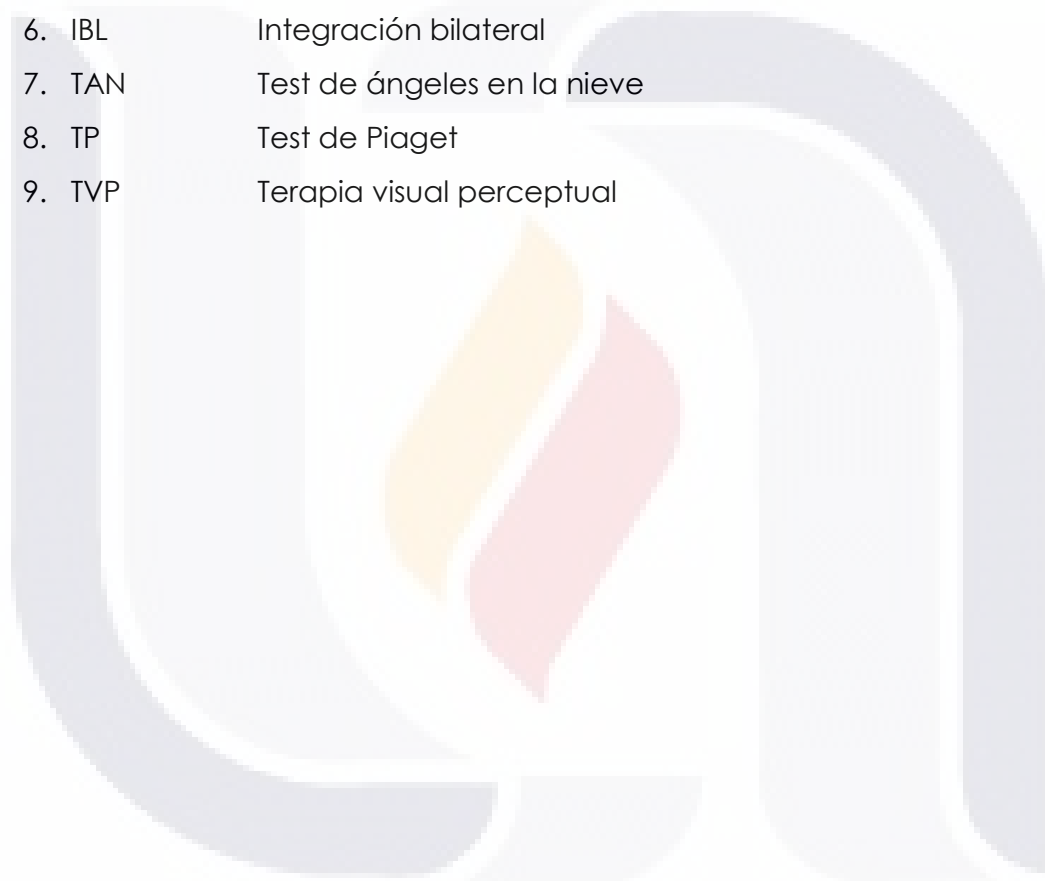 6. IBL Integración bilateral
7. TAN Test de ángeles en la nieve
8. TP Test de Piaget
9. TVP Terapia visual perceptual